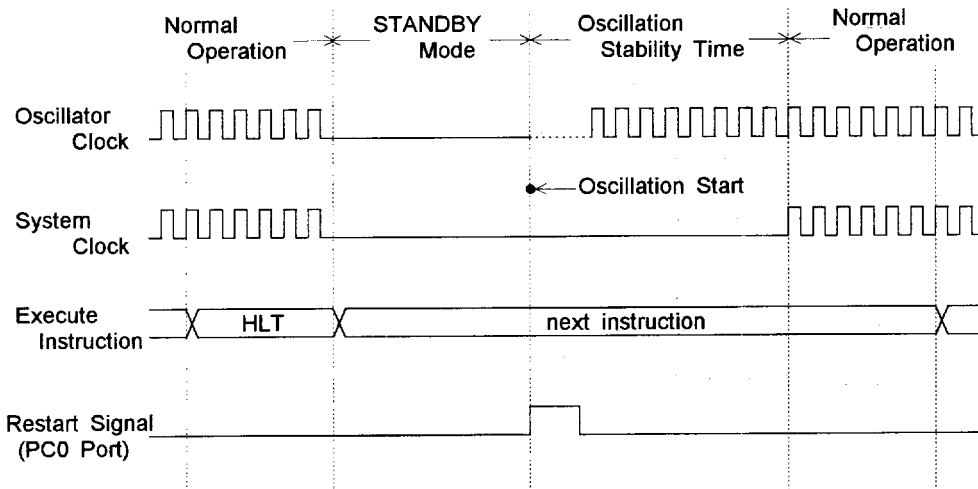 Normal Operation
STANDBY Mode
Oscillation Stability Time
Normal Operation
Oscillator Clock
Oscillation Start
System Clock
Execute Instruction
HLT
next instruction
Restart Signal
(PC0 Port)